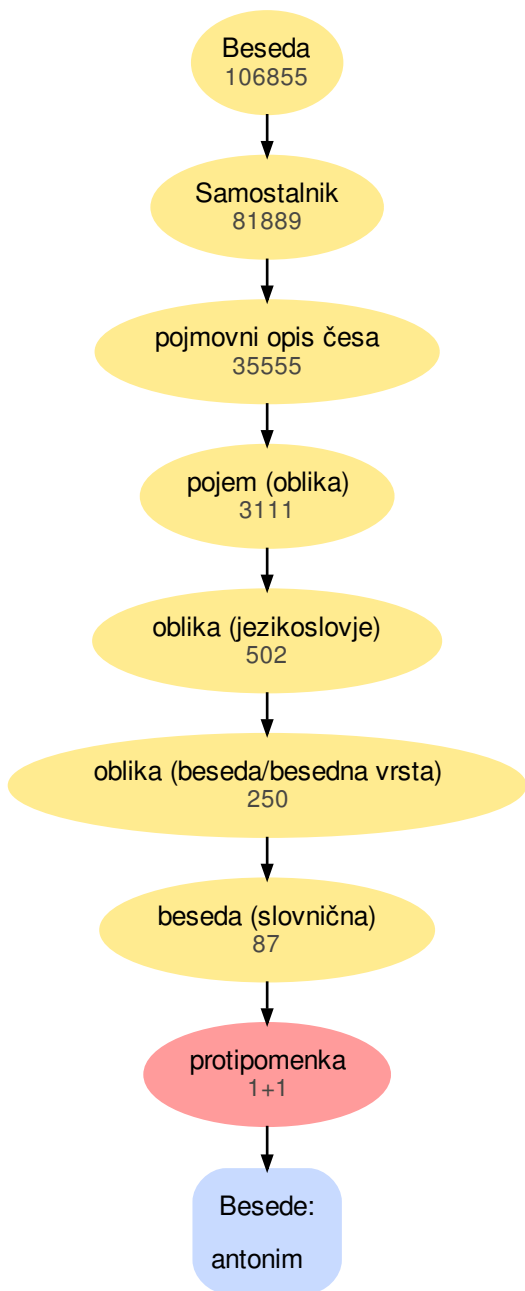 Beseda
106855
Samostalnik
81889
pojmovni opis česa
35555
pojem (oblika)
3111
oblika (jezikoslovje)
502
oblika (beseda/besedna vrsta)
250
beseda (slovnična)
87
protipomenka
1+1
Besede:
antonim